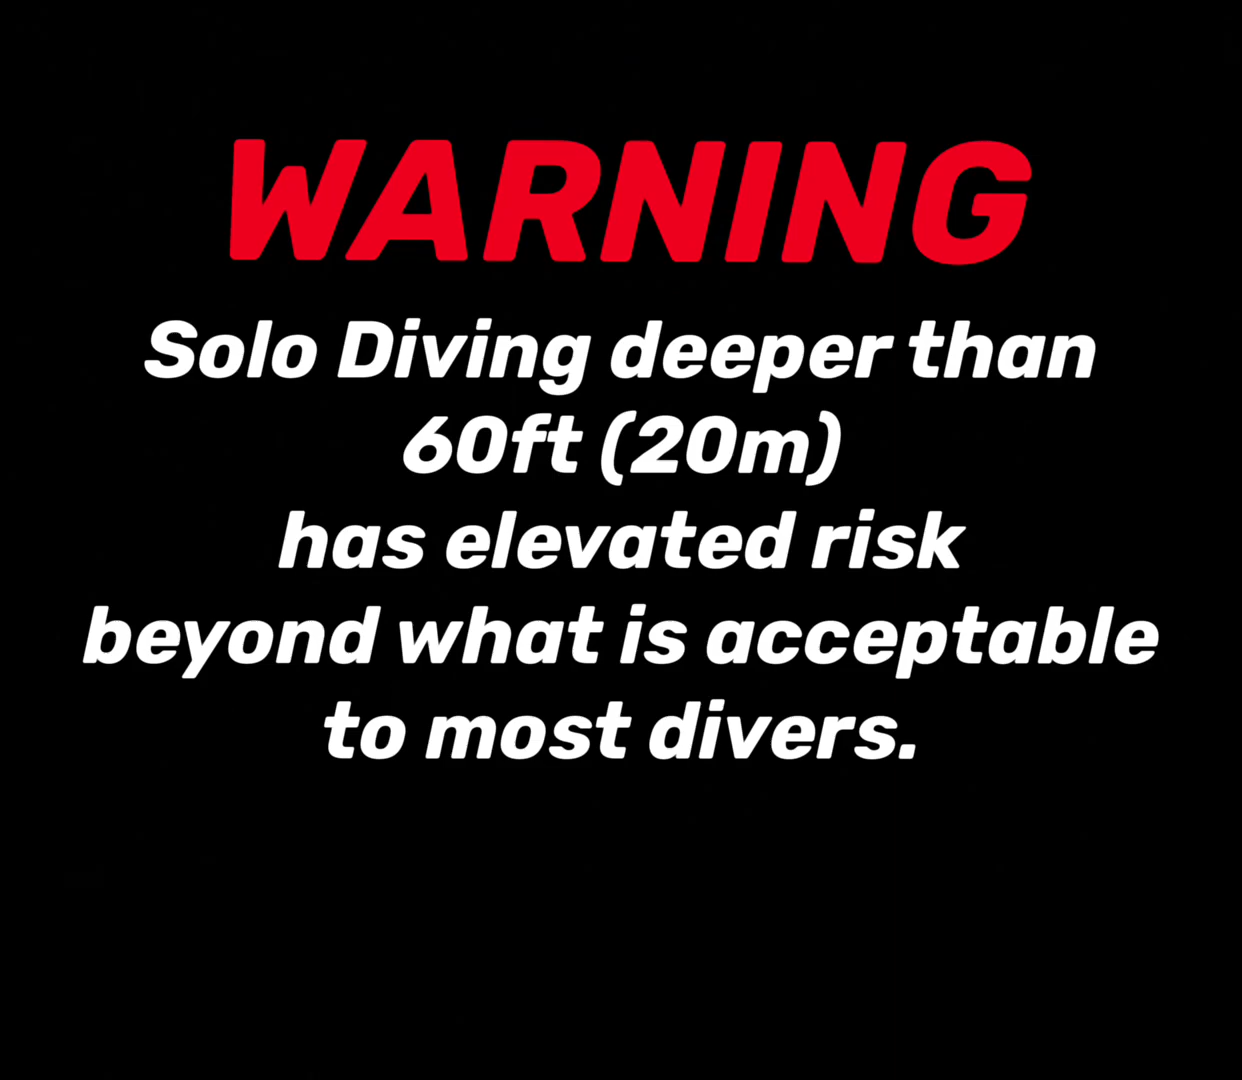 WARNING
Solo Diving deeper than
60ft (20m)
has elevated risk
beyond what is acceptable
to most divers.